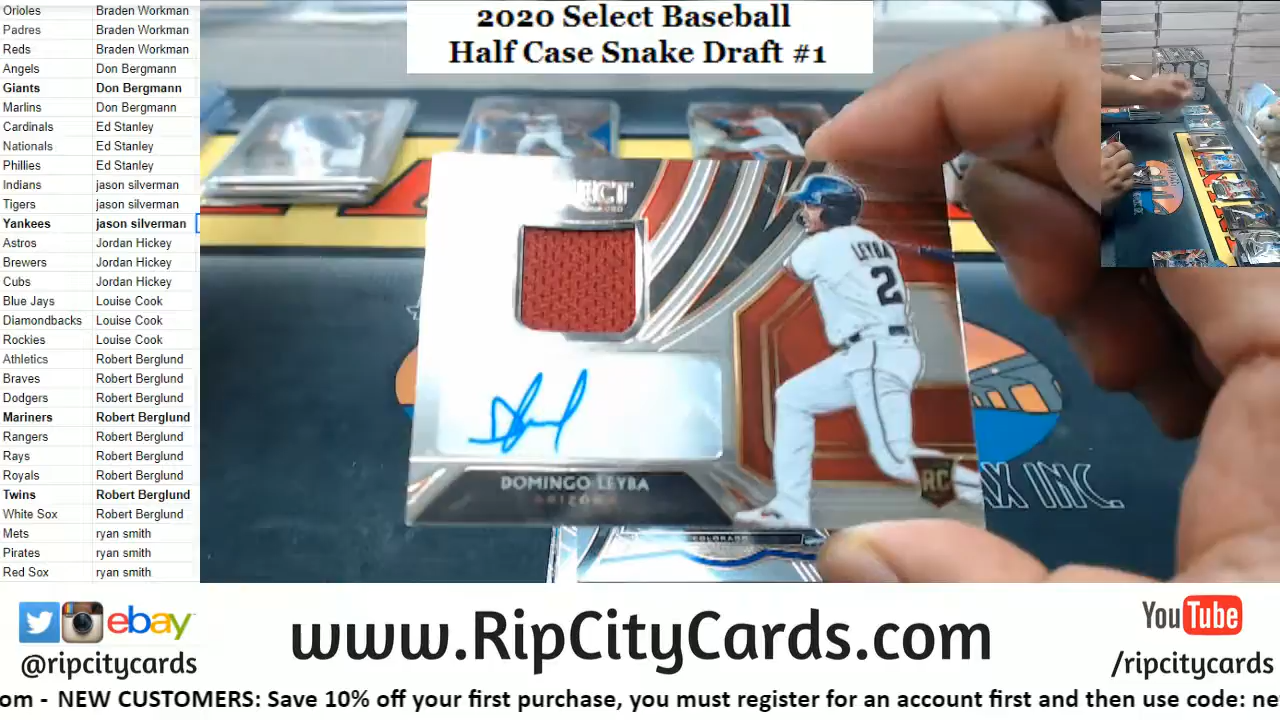 2020 Select Baseball
Half Case Snake Draft #1
Orioles Braden Workman
Padres Braden Workman
Reds Braden Workman
Angels Don Bergmann
Giants Don Bergmann
Marlins Don Bergmann
Cardinals Ed Stanley
Nationals Ed Stanley
Phillies Ed Stanley
Indians jason silverman
Tigers jason silverman
Yankees jason silverman
Astros Jordan Hickey
Brewers Jordan Hickey
Cubs Jordan Hickey
Blue Jays Louise Cook
Diamondbacks Louise Cook
Rockies Louise Cook
Athletics Robert Berglund
Braves Robert Berglund
Dodgers Robert Berglund
Mariners Robert Berglund
Rangers Robert Berglund
Rays Robert Berglund
Royals Robert Berglund
Twins Robert Berglund
White Sox Robert Berglund
Mets ryan smith
Pirates ryan smith
Red Sox ryan smith
LEYBA
2
DOMINGO LEYBA
ARIZONA
RC
COLORADO
AX INC.
ebay
@ripcitycards
www.RipCityCards.com
YouTube
/ripcitycards
om - NEW CUSTOMERS: Save 10% off your first purchase, you must register for an account first and then use code: ne